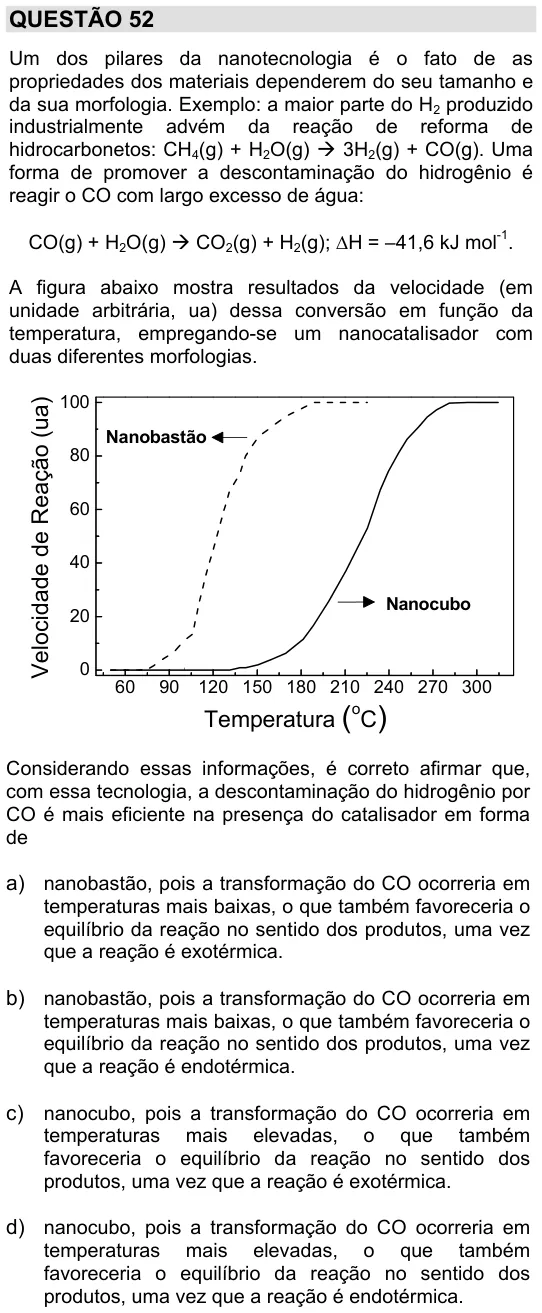 QUESTÃO 52
Um dos pilares da nanotecnologia é o fato de as
propriedades dos materiais dependerem do seu tamanho e
da sua morfologia. Exemplo: a maior parte do H₂ produzido
industrialmente advém da reação de reforma de
hidrocarbonetos: CH₄(g) + H₂O(g) → 3H₂(g) + CO(g). Uma
forma de promover a descontaminação do hidrogênio é
reagir o CO com largo excesso de água:
CO(g) + H₂O(g) → CO₂(g) + H₂(g); ∆H = –41,6 kJ mol⁻¹.
A figura abaixo mostra resultados da velocidade (em
unidade arbitrária, ua) dessa conversão em função da
temperatura, empregando-se um nanocatalisador com
duas diferentes morfologias.
Velocidade de Reação (ua)
100
80
60
40
20
0
Nanobastão
Nanocubo
60 90 120 150 180 210 240 270 300
Temperatura (°C)
Considerando essas informações, é correto afirmar que,
com essa tecnologia, a descontaminação do hidrogênio por
CO é mais eficiente na presença do catalisador em forma
de
a) nanobastão, pois a transformação do CO ocorreria em
temperaturas mais baixas, o que também favoreceria o
equilíbrio da reação no sentido dos produtos, uma vez
que a reação é exotérmica.
b) nanobastão, pois a transformação do CO ocorreria em
temperaturas mais baixas, o que também favoreceria o
equilíbrio da reação no sentido dos produtos, uma vez
que a reação é endotérmica.
c) nanocubo, pois a transformação do CO ocorreria em
temperaturas mais elevadas, o que também
favoreceria o equilíbrio da reação no sentido dos
produtos, uma vez que a reação é exotérmica.
d) nanocubo, pois a transformação do CO ocorreria em
temperaturas mais elevadas, o que também
favoreceria o equilíbrio da reação no sentido dos
produtos, uma vez que a reação é endotérmica.